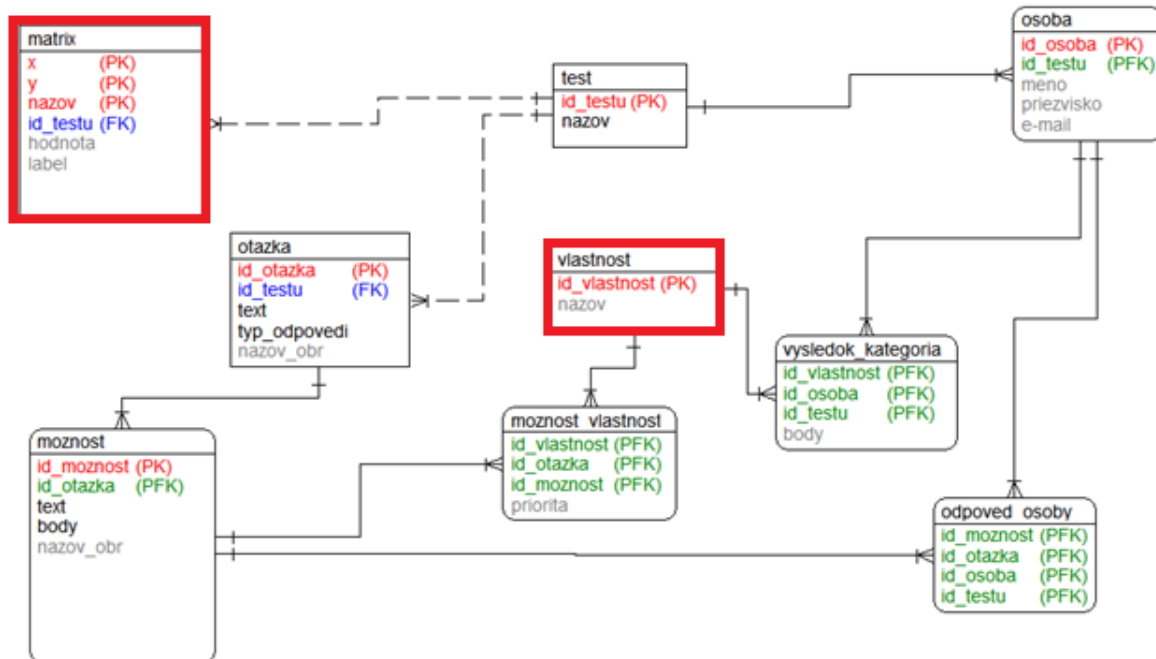 matrix
x (PK)
y (PK)
nazov (PK)
id_testu (FK)
hodnota
label
test
id_testu (PK)
nazov
osoba
id_osoba (PK)
id_testu (PFK)
meno
priezvisko
e-mail
otazka
id_otazka (PK)
id_testu (FK)
text
typ_odpovedi
nazov_obr
vlastnost
id_vlastnost (PK)
nazov
vysledok_kategoria
id_vlastnost (PFK)
id_osoba (PFK)
id_testu (PFK)
body
moznost
id_moznost (PK)
id_otazka (PFK)
text
body
nazov_obr
moznost_vlastnost
id_vlastnost (PFK)
id_otazka (PFK)
id_moznost (PFK)
priorita
odpoved_osoby
id_moznost (PFK)
id_otazka (PFK)
id_osoba (PFK)
id_testu (PFK)